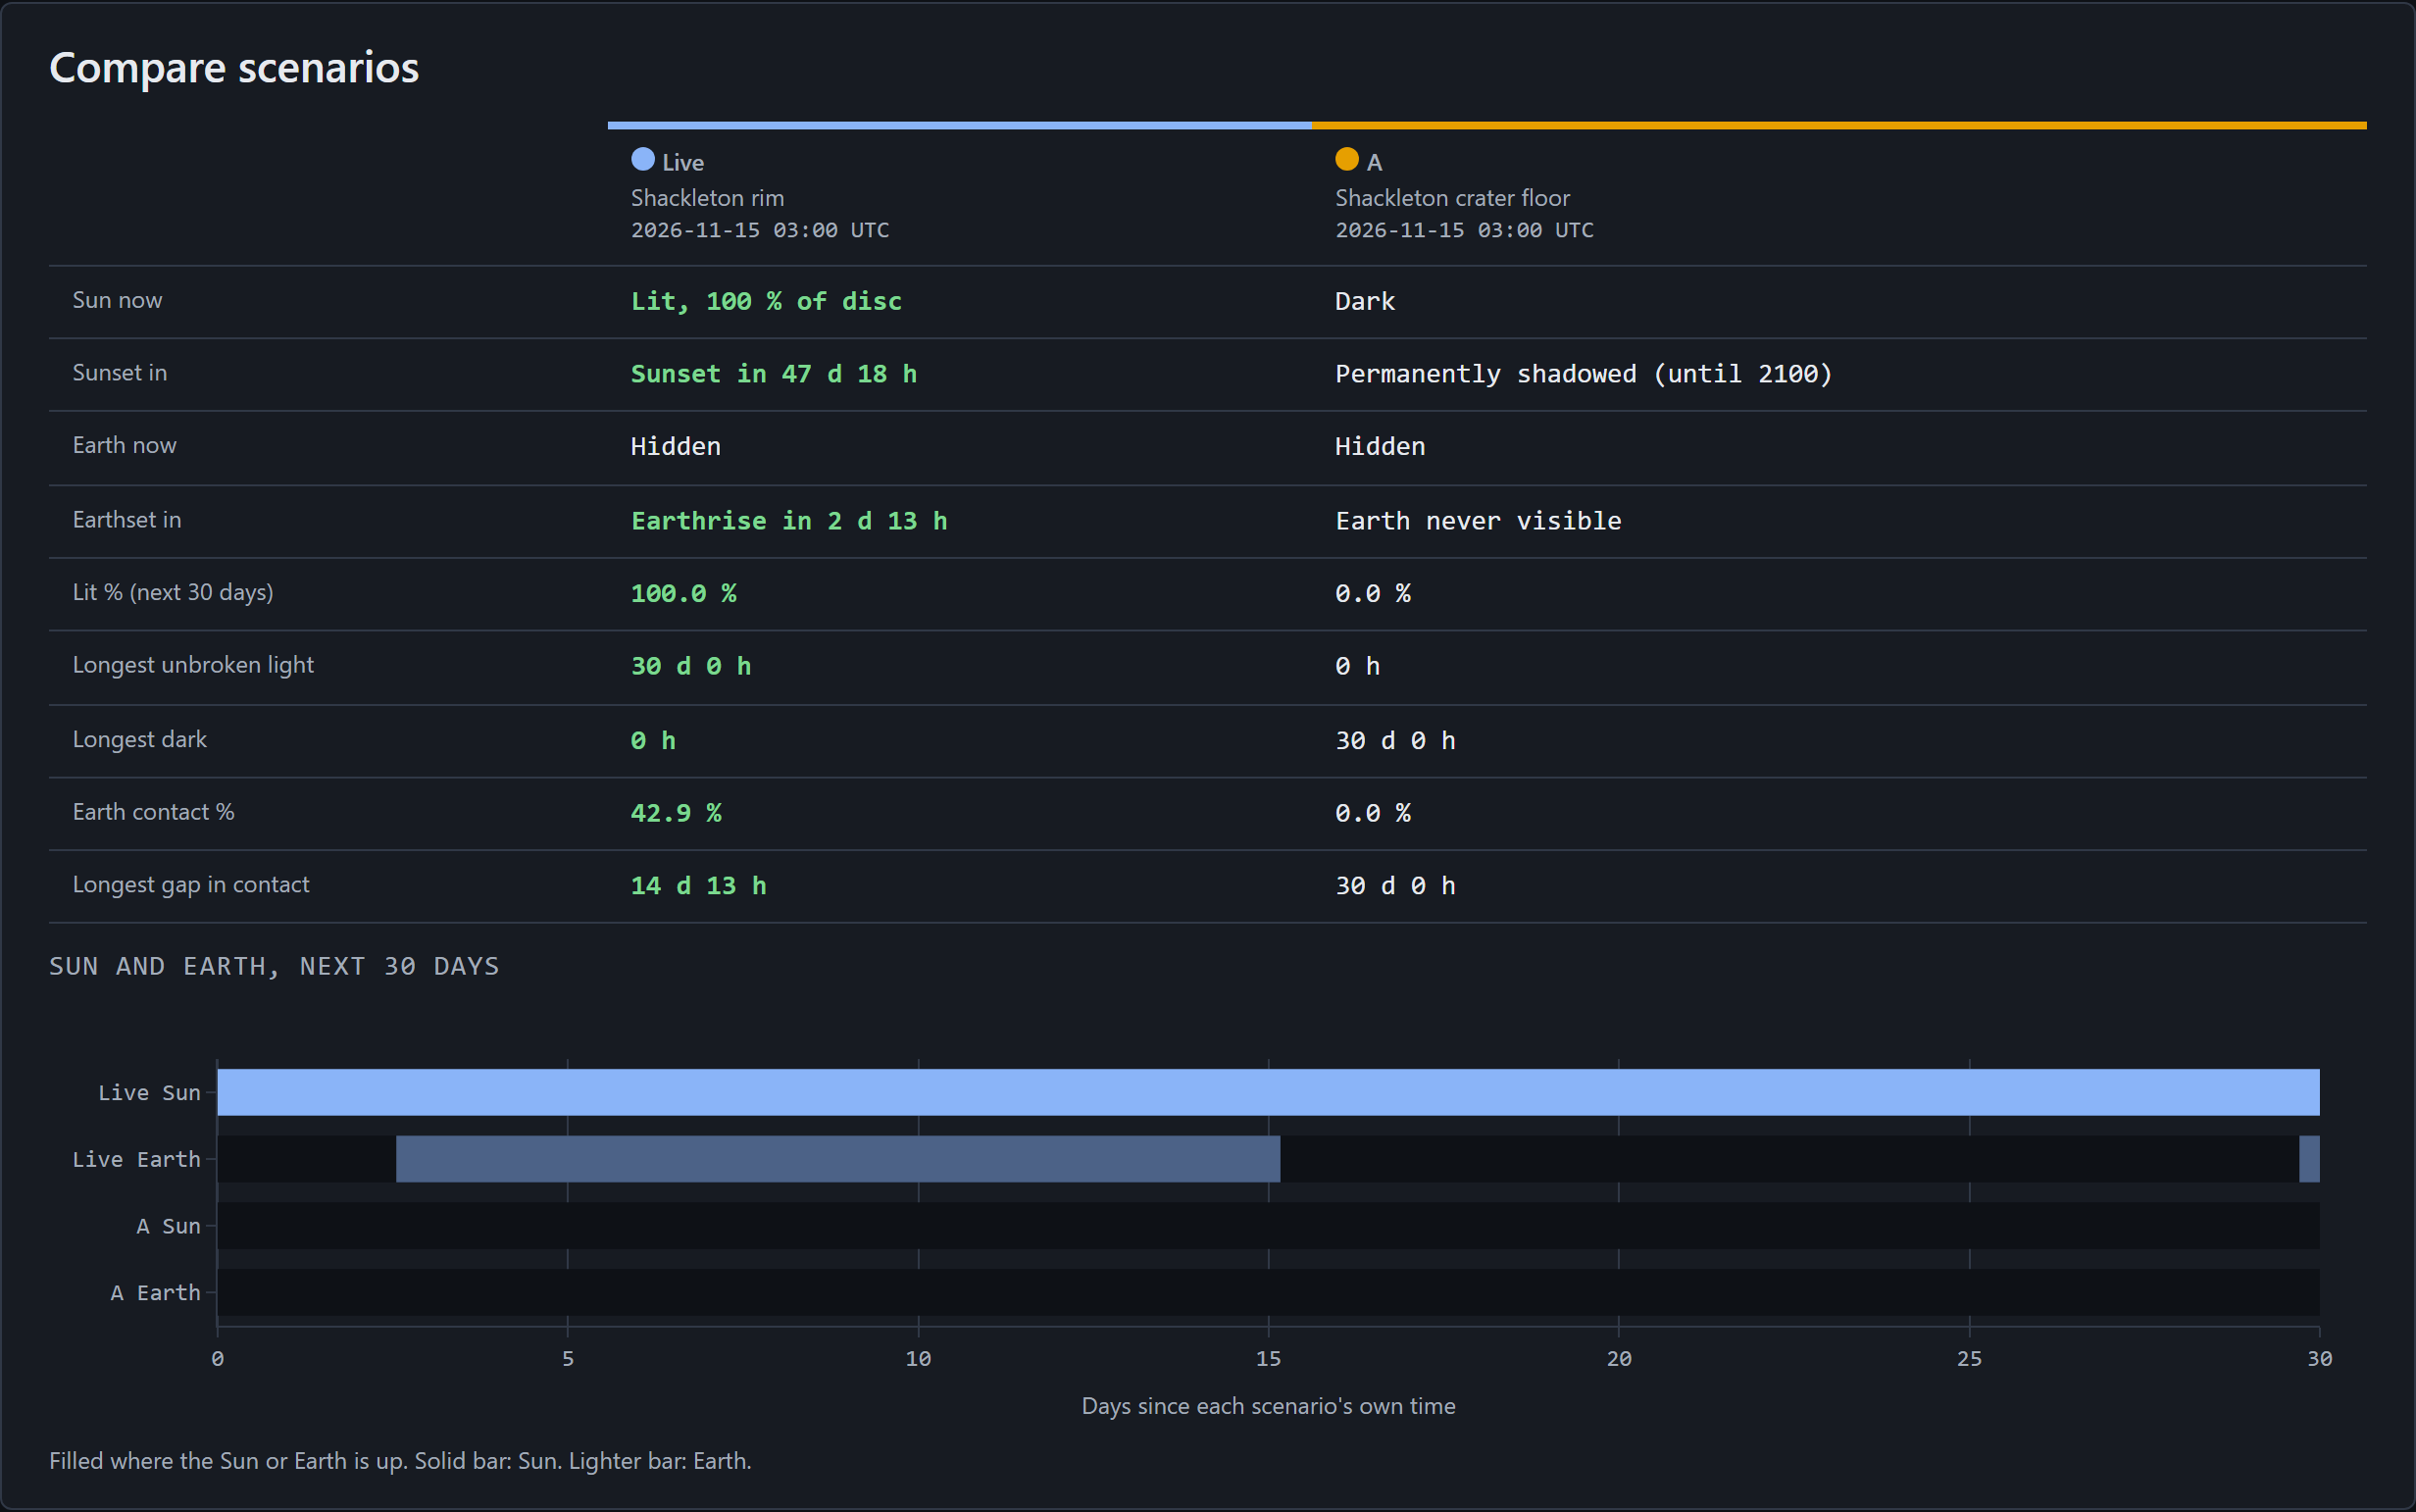 Compare scenarios
Live
Shackleton rim
2026-11-15 03:00 UTC
A
Shackleton crater floor
2026-11-15 03:00 UTC
Sun now Lit, 100 % of disc Dark
Sunset in Sunset in 47 d 18 h Permanently shadowed (until 2100)
Earth now Hidden Hidden
Earthset in Earthrise in 2 d 13 h Earth never visible
Lit % (next 30 days) 100.0 % 0.0 %
Longest unbroken light 30 d 0 h 0 h
Longest dark 0 h 30 d 0 h
Earth contact % 42.9 % 0.0 %
Longest gap in contact 14 d 13 h 30 d 0 h
SUN AND EARTH, NEXT 30 DAYS
Live Sun
Live Earth
A Sun
A Earth
0 5 10 15 20 25 30
Days since each scenario's own time
Filled where the Sun or Earth is up. Solid bar: Sun. Lighter bar: Earth.